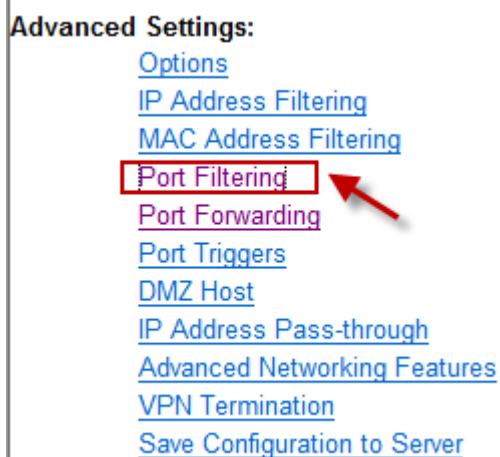 Advanced Settings:
Options
IP Address Filtering
MAC Address Filtering
Port Filtering
Port Forwarding
Port Triggers
DMZ Host
IP Address Pass-through
Advanced Networking Features
VPN Termination
Save Configuration to Server